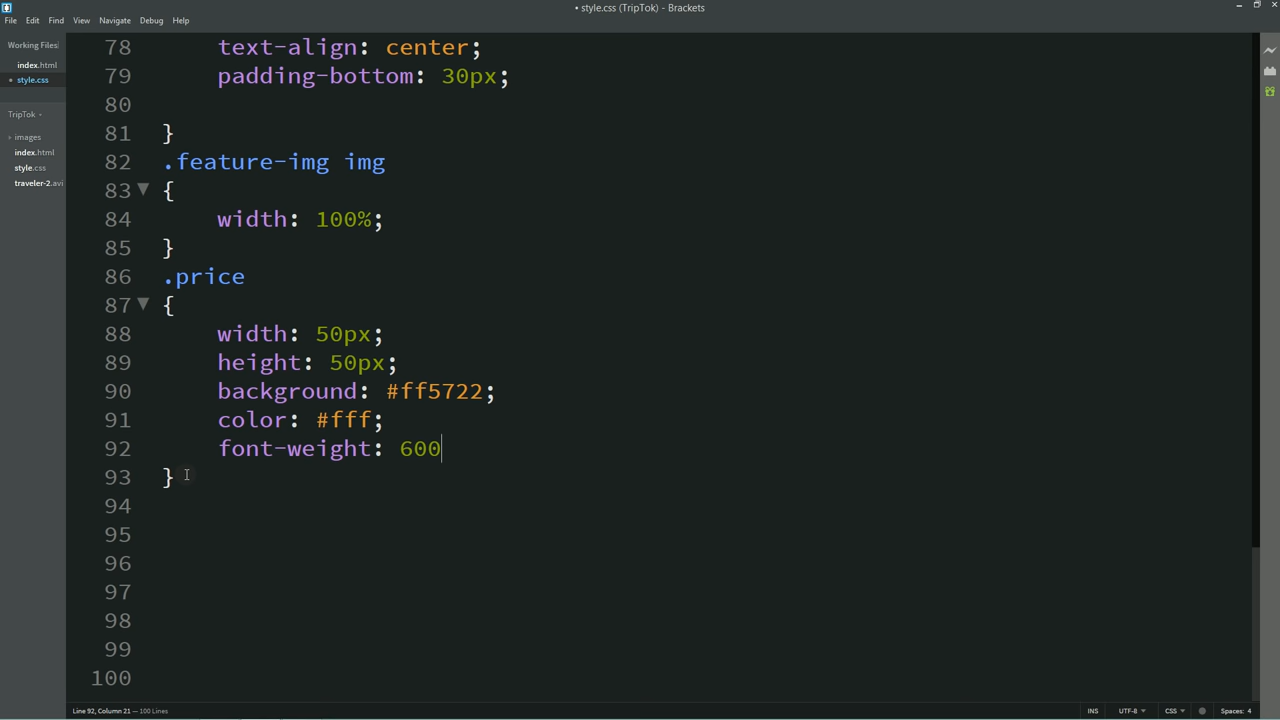 • style.css (TripTok) - Brackets
File Edit Find View Navigate Debug Help
Working Files
index.html
• style.css
TripTok
images
index.html
style.css
traveler-2.avi
78 text-align: center;
79 padding-bottom: 30px;
80
81 }
82 .feature-img img
83 {
84 width: 100%;
85 }
86 .price
87 {
88 width: 50px;
89 height: 50px;
90 background: #ff5722;
91 color: #fff;
92 font-weight: 600
93 }
94
95
96
97
98
99
100
Line 92, Column 21 — 100 Lines
INS UTF-8 CSS Spaces: 4